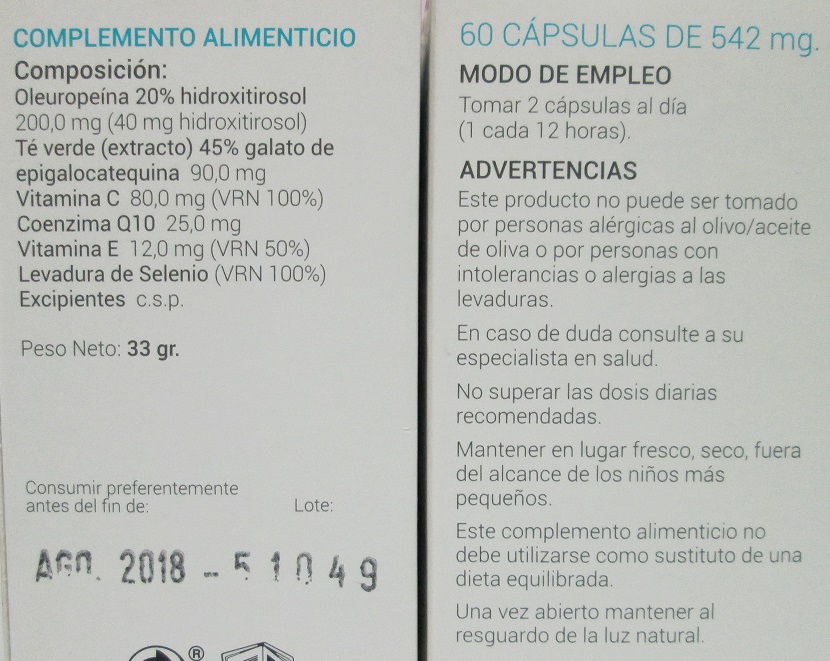 COMPLEMENTO ALIMENTICIO
Composición:
Oleuropeína 20% hidroxitirosol
200,0 mg (40 mg hidroxitirosol)
Té verde (extracto) 45% galato de
epigalocatequina 90,0 mg
Vitamina C 80,0 mg (VRN 100%)
Coenzima Q10 25,0 mg
Vitamina E 12,0 mg (VRN 50%)
Levadura de Selenio (VRN 100%)
Excipientes c.s.p.
Peso Neto: 33 gr.
Consumir preferentemente
antes del fin de:
Lote:
AGO. 2018 - 51049
®
60 CÁPSULAS DE 542 mg.
MODO DE EMPLEO
Tomar 2 cápsulas al día
(1 cada 12 horas).
ADVERTENCIAS
Este producto no puede ser tomado
por personas alérgicas al olivo/aceite
de oliva o por personas con
intolerancias o alergias a las
levaduras.
En caso de duda consulte a su
especialista en salud.
No superar las dosis diarias
recomendadas.
Mantener en lugar fresco, seco, fuera
del alcance de los niños más
pequeños.
Este complemento alimenticio no
debe utilizarse como sustituto de una
dieta equilibrada.
Una vez abierto mantener al
resguardo de la luz natural.